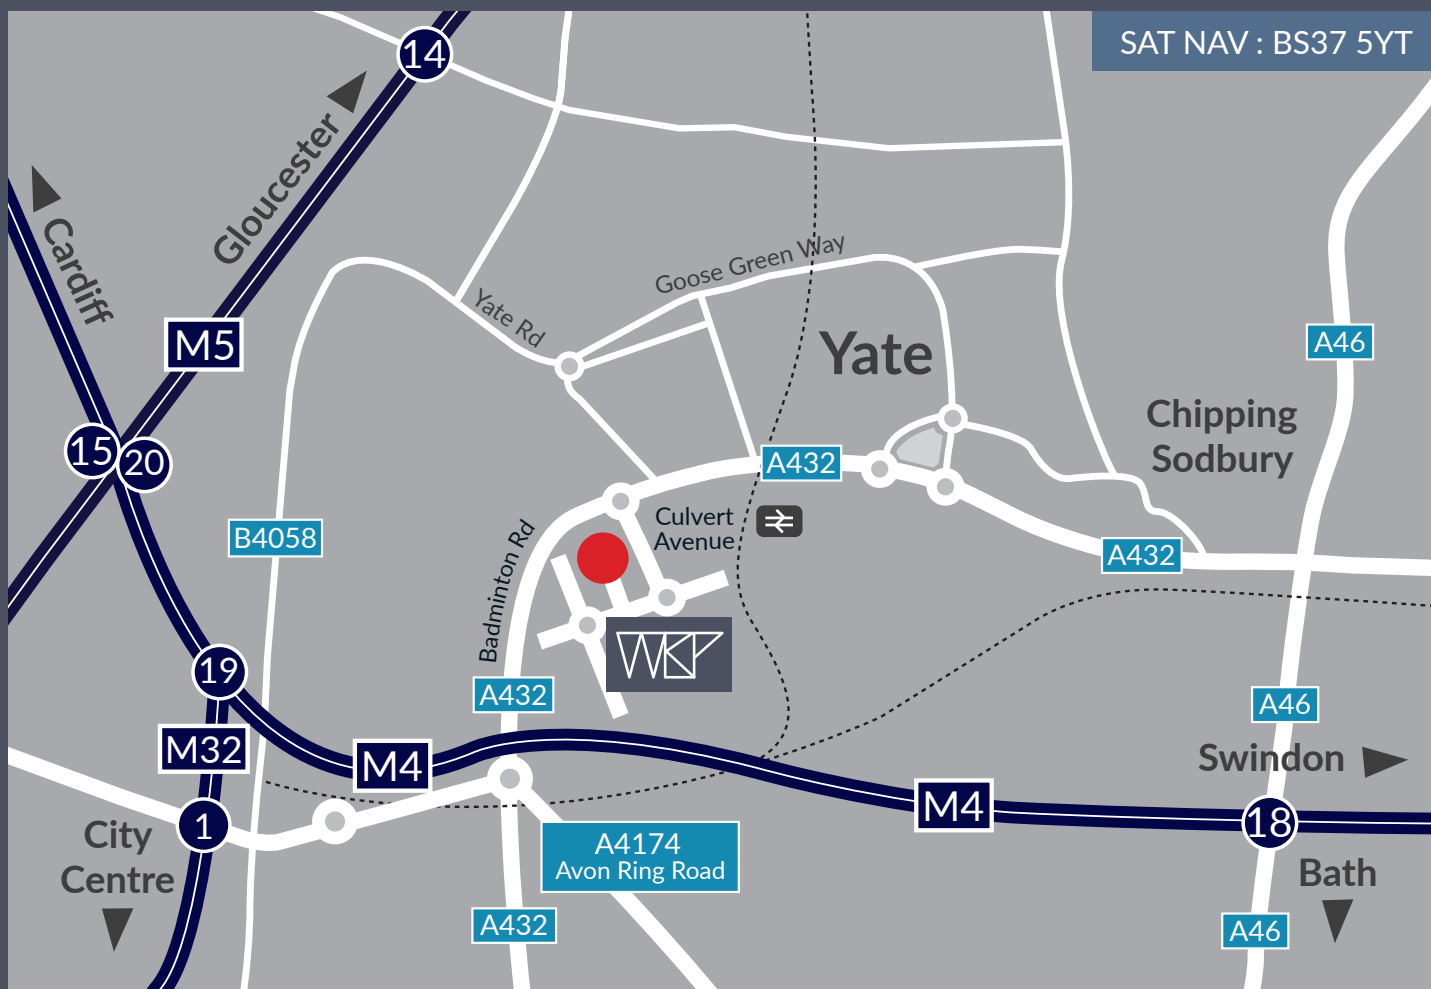 SAT NAV : BS37 5YT
14
Gloucester
Cardiff
M5
Goose Green Way
Yate Rd
Yate
A46
Chipping
Sodbury
15
20
A432
B4058
Culvert
Avenue
Badminton Rd
A432
WKP
19
A432
A46
M32
M4
Swindon
M4
1
18
City
Centre
A4174
Avon Ring Road
Bath
A432
A46